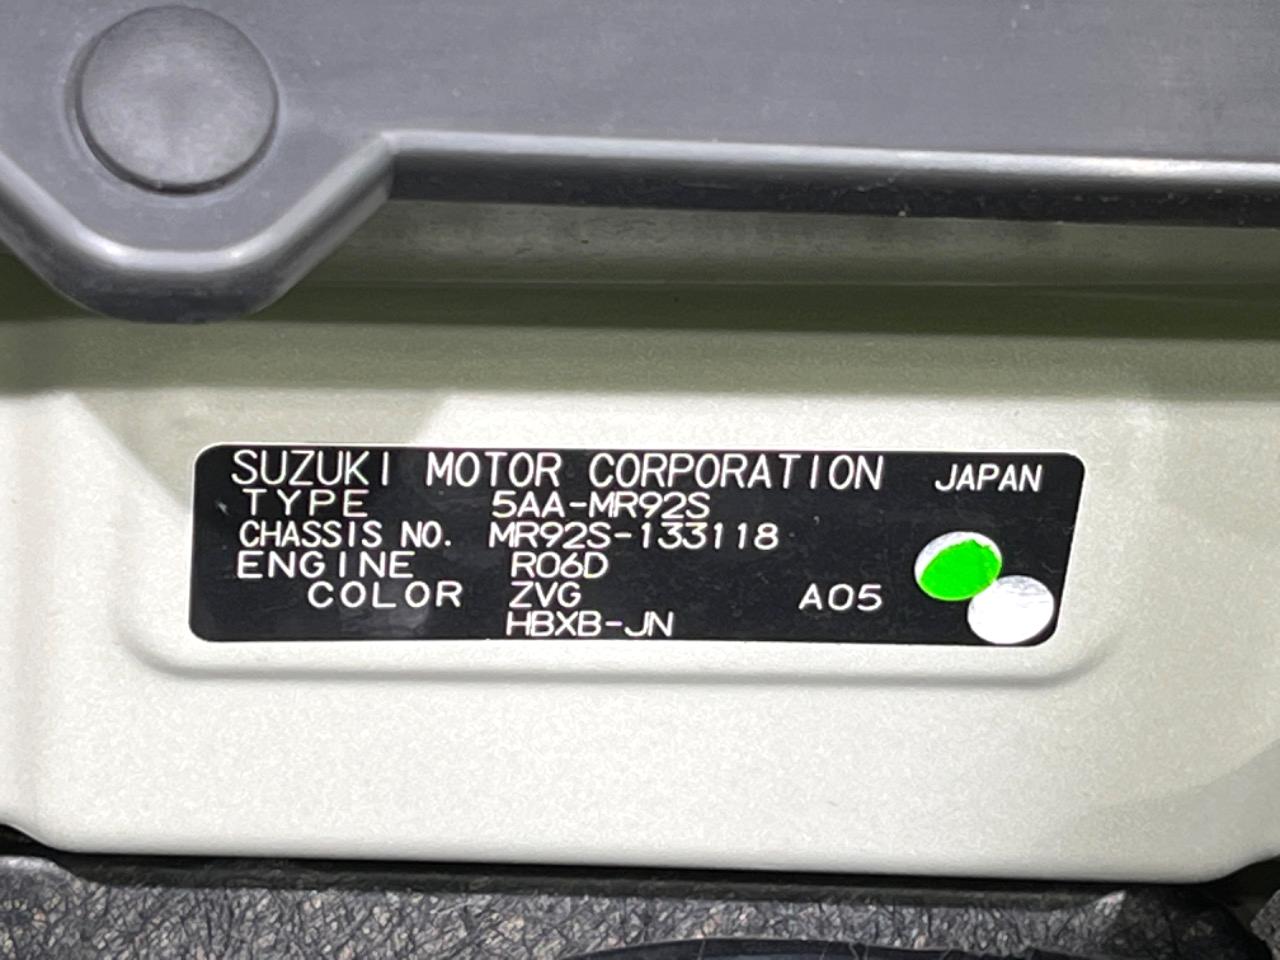 SUZUKI MOTOR CORPORATION JAPAN
TYPE 5AA-MR92S
CHASSIS NO. MR92S-133118
ENGINE R06D
COLOR ZVG A05
HBXB-JN